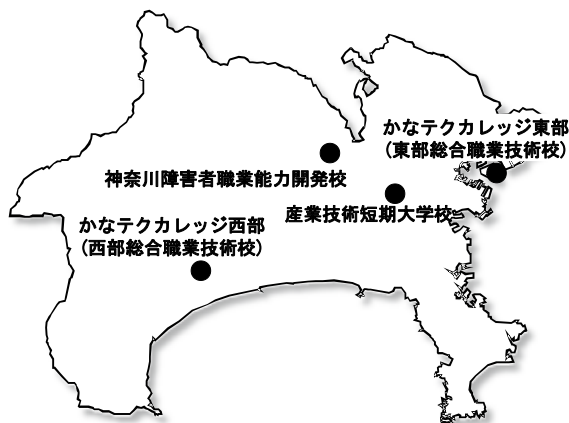 かなテクカレッジ東部
(東部総合職業技術校)
神奈川障害者職業能力開発校
産業技術短期大学校
かなテクカレッジ西部
(西部総合職業技術校)